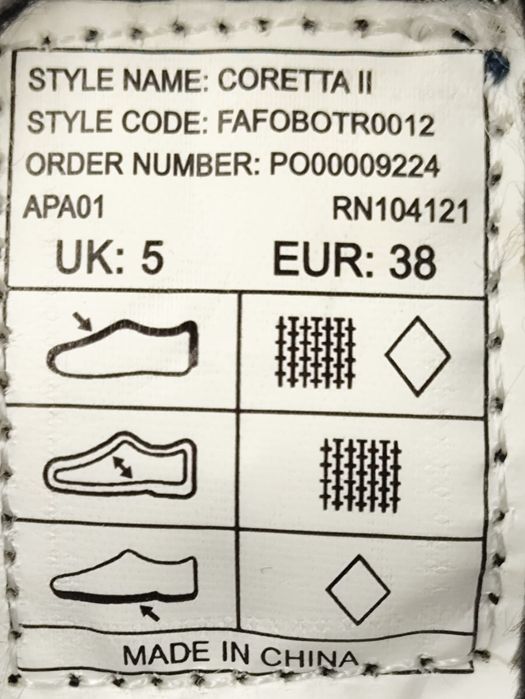 STYLE NAME: CORETTA II
STYLE CODE: FAFOBOTR0012
ORDER NUMBER: PO00009224
APA01 RN104121
UK: 5 EUR: 38
MADE IN CHINA